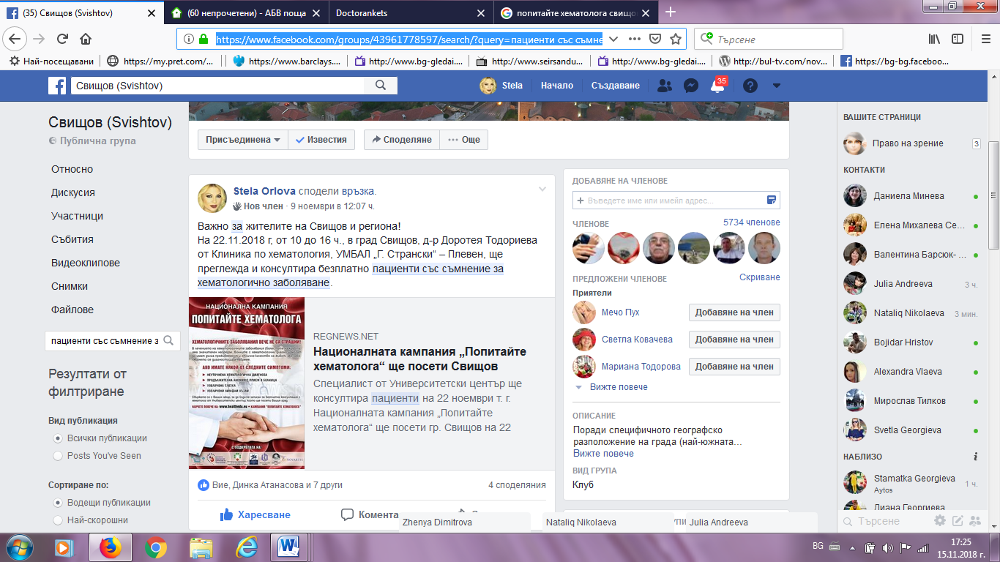 (35) Свищов (Svishtov)
(60 непрочетени) - АБВ поща
Doctorankets
попитайте хематолога свищо
https://www.facebook.com/groups/43961778597/search/?query=пациенти със съмне
Търсене
Най-посещавани
https://my.pret.com/...
https://www.barclays....
http://www.bg-gledai....
http://www.seirsandu...
http://www.bg-gledai....
http://bul-tv.com/nov...
https://bg-bg.faceboo...
Свищов (Svishtov)
Stela
Начало
Създаване
35
Свищов (Svishtov)
Публична група
Относно
Дискусия
Участници
Събития
Видеоклипове
Снимки
Файлове
пациенти със съмнение з
Резултати от
филтриране
Вид публикация
Всички публикации
Posts You've Seen
Сортиране по:
Водещи публикации
Най-скорошни
Присъединена
Известия
Споделяне
Още
Stela Orlova сподели връзка.
Нов член · 9 ноември в 12:07 ч.
Важно за жителите на Свищов и региона!
На 22.11.2018 г, от 10 до 16 ч., в град Свищов, д-р Доротея Тодориева
от Клиника по хематология, УМБАЛ „Г. Странски“ – Плевен, ще
преглежда и консултира безплатно пациенти със съмнение за
хематологично заболяване.
НАЦИОНАЛНА КАМПАНИЯ
ПОПИТАЙТЕ ХЕМАТОЛОГА
ХЕМАТОЛОГИЧНИТЕ ЗАБОЛЯВАНИЯ ВЕЧЕ НЕ СА СТРАШНИ!
АКО ИМАТЕ НЯКОИ ОТ СЛЕДНИТЕ СИМПТОМИ:
С ПОДКРЕПАТА НА:
REGNEWS.NET
Националната кампания „Попитайте
хематолога“ ще посети Свищов
Специалист от Университетски център ще
консултира пациенти на 22 ноември т. г.
Националната кампания „Попитайте
хематолога“ ще посети гр. Свищов на 22
Вие, Динка Атанасова и 7 други
4 споделяния
Харесване
Комента
ДОБАВЯНЕ НА ЧЛЕНОВЕ
Въведете име или имейл адрес...
ЧЛЕНОВЕ
5734 членове
ПРЕДЛОЖЕНИ ЧЛЕНОВЕ
Скриване
Приятели
Мечо Пух
Добавяне на член
Светла Ковачева
Добавяне на член
Мариана Тодорова
Добавяне на член
Вижте повече
ОПИСАНИЕ
Поради специфичното географско
разположение на града (най-южната...
Вижте повече
ВИД ГРУПА
Клуб
ВАШИТЕ СТРАНИЦИ
Право на зрение
3
КОНТАКТИ
Даниела Минева
Елена Михалева Се...
Валентина Барсюк- ...
Julia Andreeva
3 ч.
Nataliq Nikolaeva
3 мин.
Bojidar Hristov
Alexandra Vlaeva
Мирослав Тилков
Svetla Georgieva
НАБЛИЗО
Stamatka Georgieva
1 ч.
Aytos
Диана Георгиева
Търсене
Zhenya Dimitrova
Nataliq Nikolaeva
Julia Andreeva
BG
17:25
15.11.2018 г.